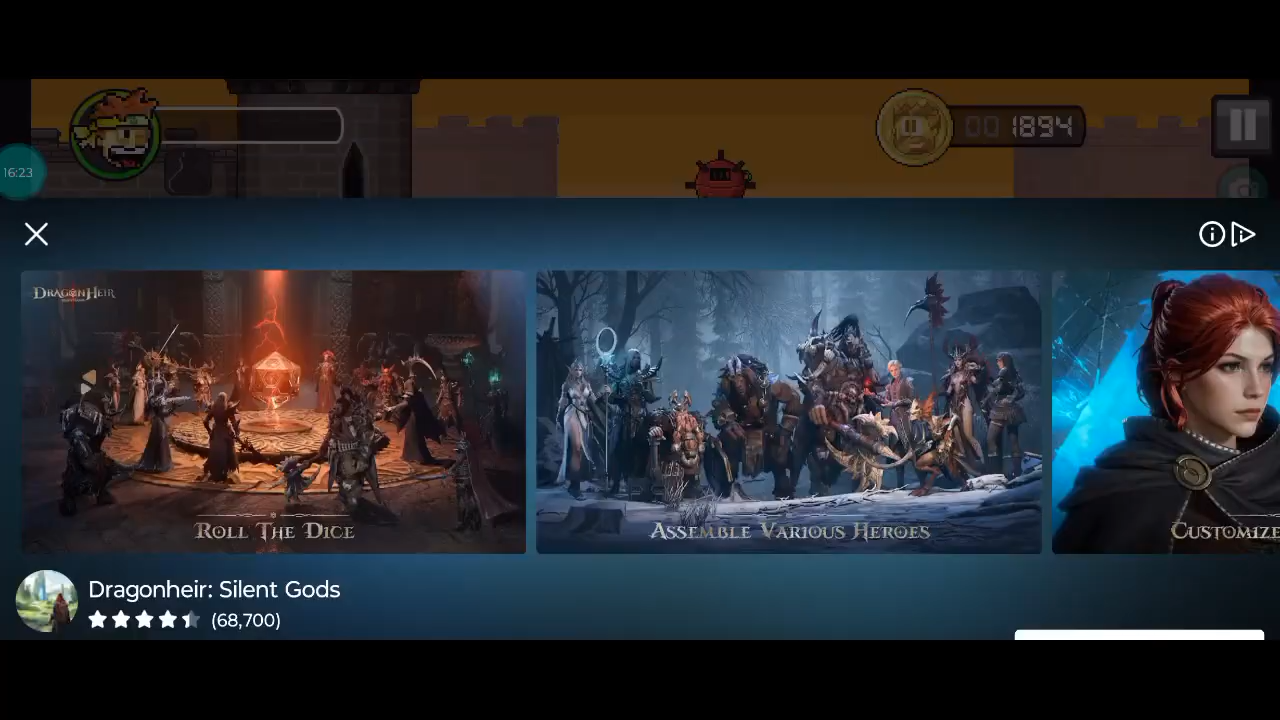 00 1894
16:23
DRAGONHEIR
ROLL THE DICE
ASSEMBLE VARIOUS HEROES
CUSTOMIZE
Dragonheir: Silent Gods
(68,700)